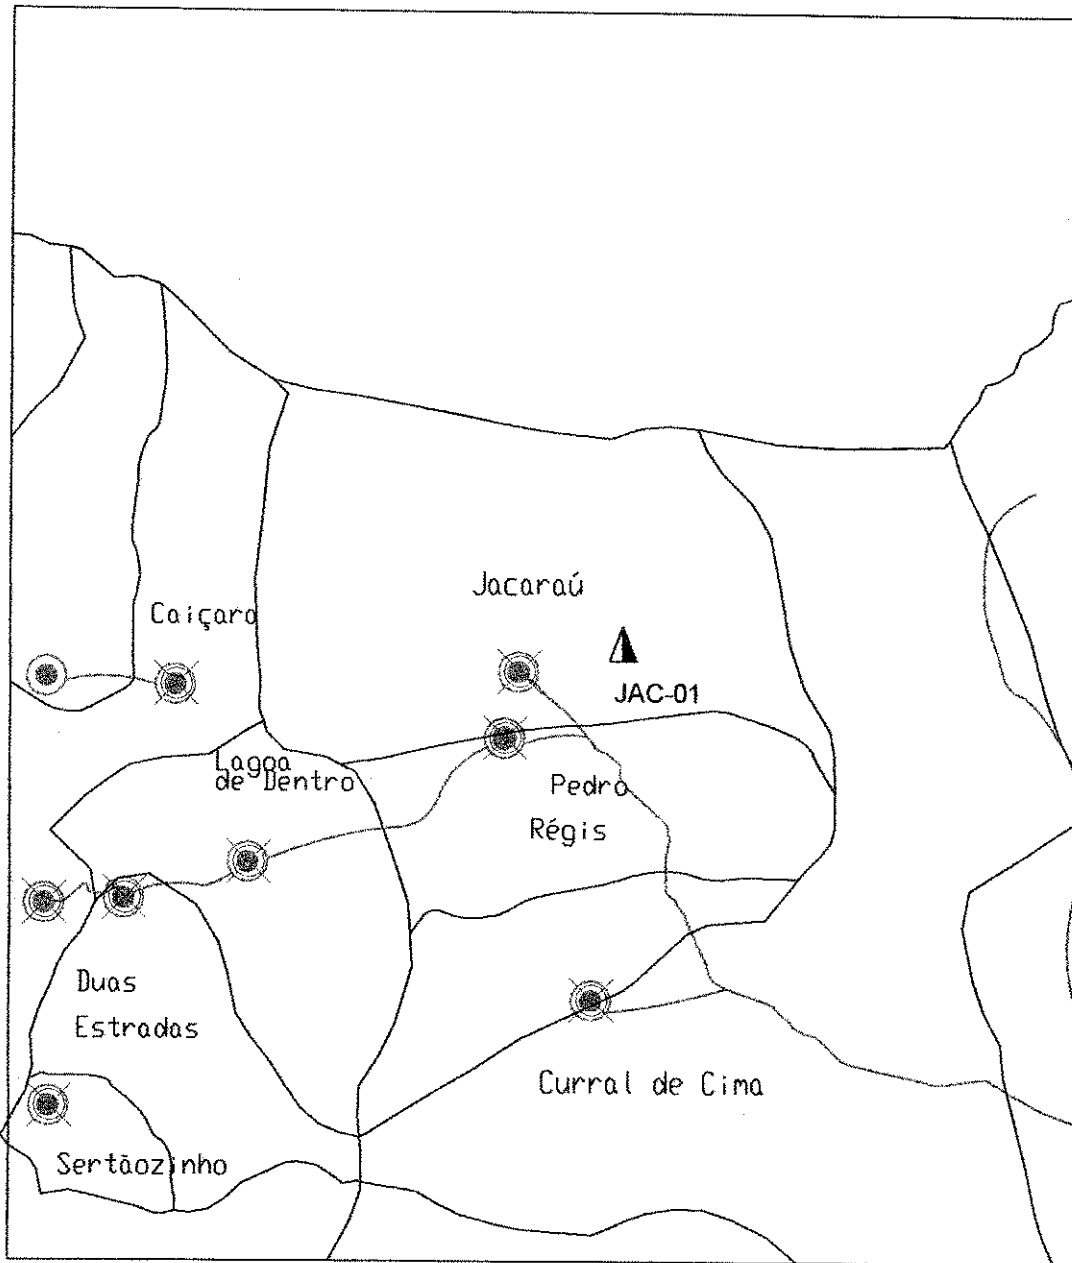 Jacaraú
Caiçara
JAC-01
Lagoa
de Dentro
Pedro
Régis
Duas
Estradas
Curral de Cima
Sertãozinho